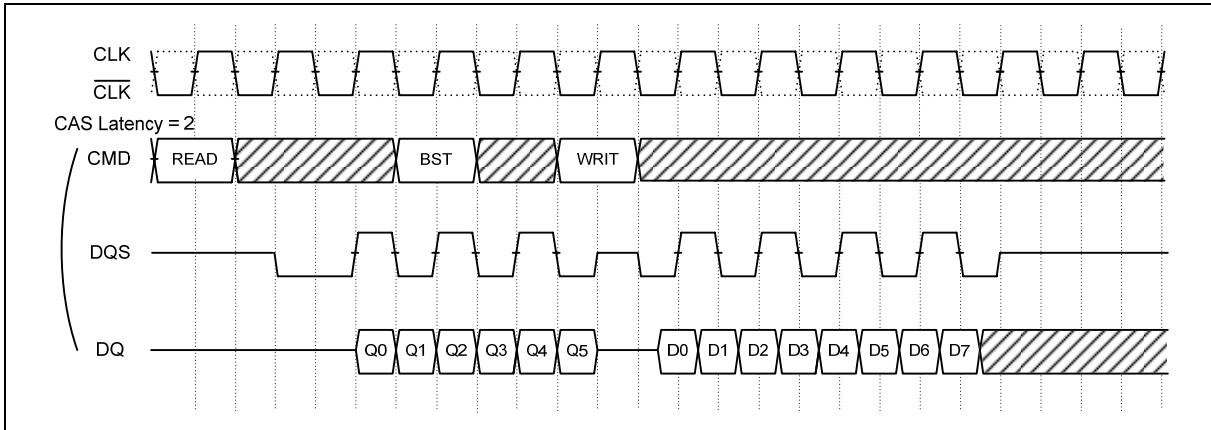 CLK
CLK
CAS Latency = 2
CMD READ BST WRIT
DQS
DQ Q0 Q1 Q2 Q3 Q4 Q5 D0 D1 D2 D3 D4 D5 D6 D7